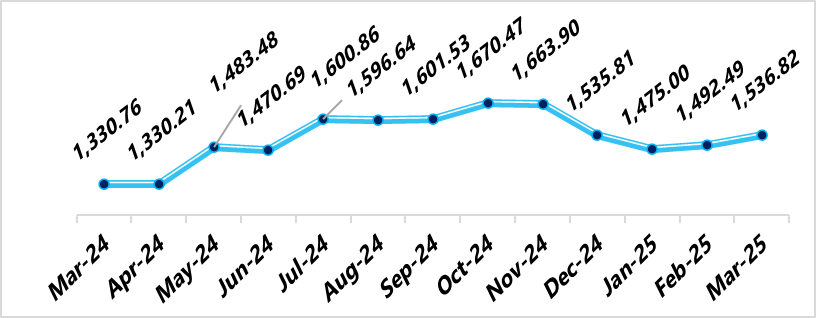 1,330.76
1,330.21
1,483.48
1,470.69
1,600.86
1,596.64
1,601.53
1,670.47
1,663.90
1,535.81
1,475.00
1,492.49
1,536.82
Mar-24
Apr-24
May-24
Jun-24
Jul-24
Aug-24
Sep-24
Oct-24
Nov-24
Dec-24
Jan-25
Feb-25
Mar-25